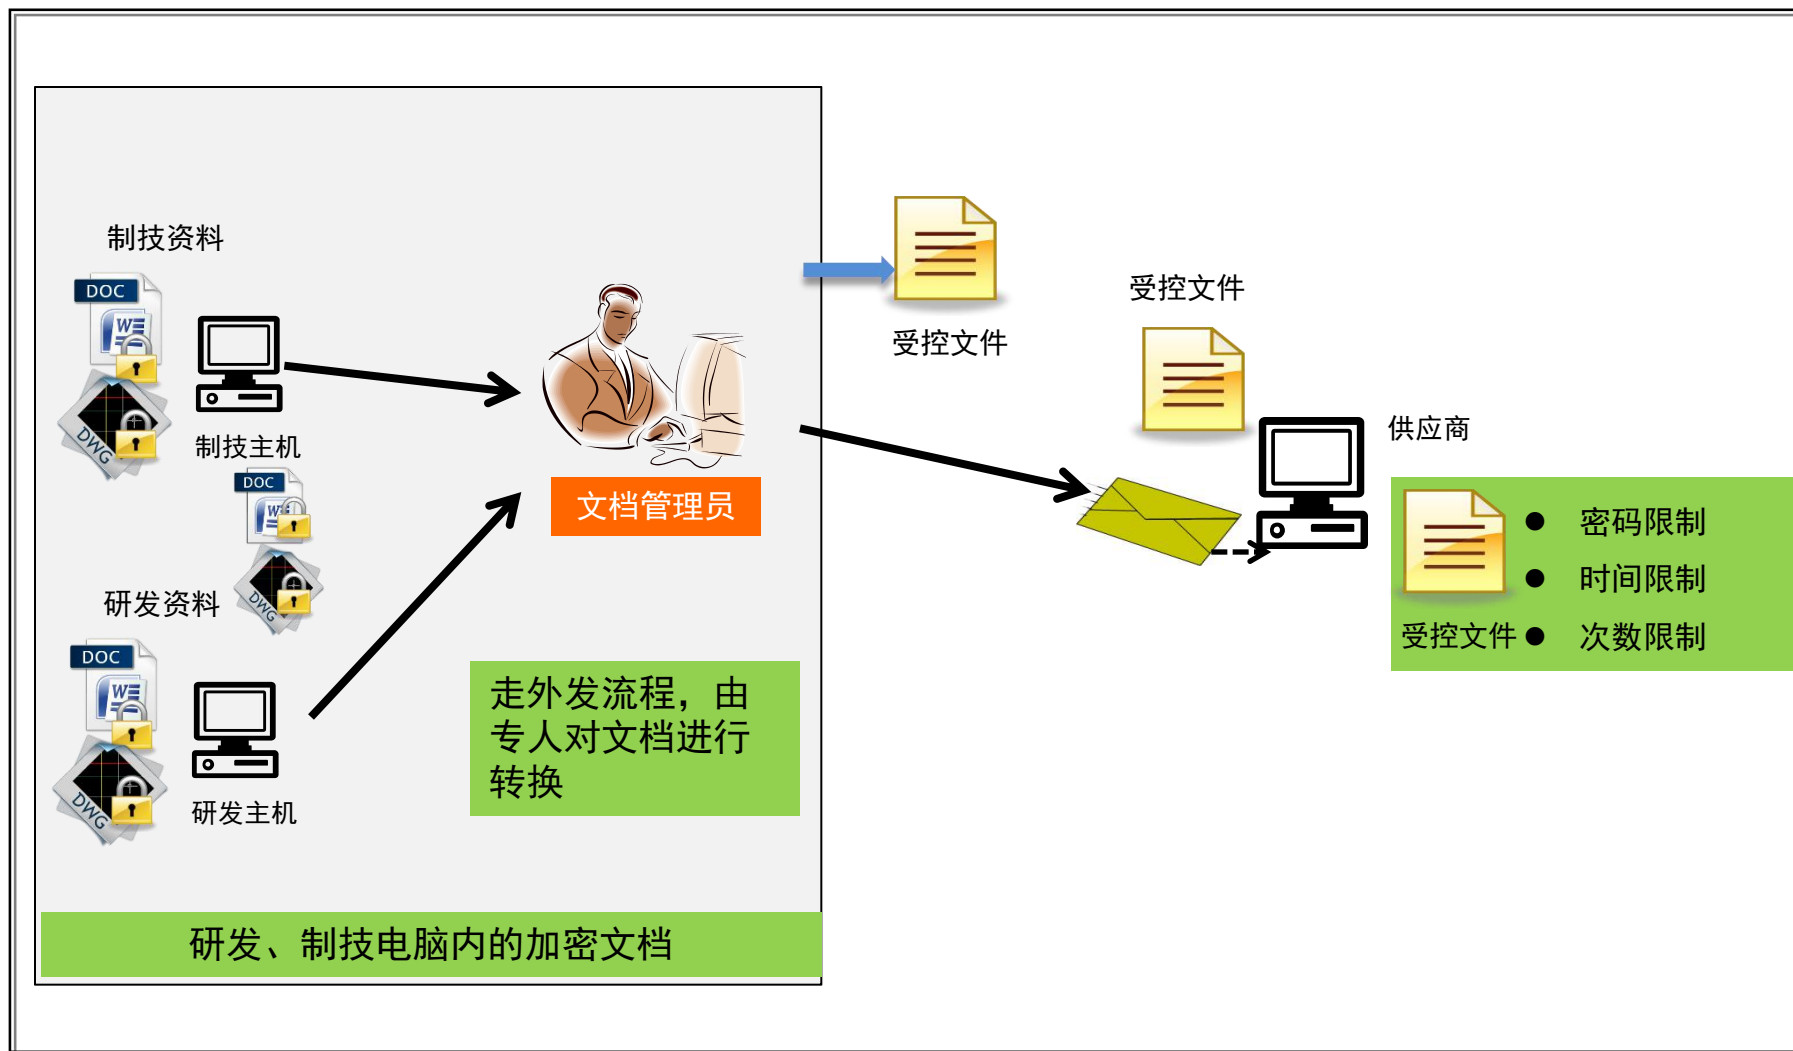 制技资料
DOC
W
DWG
制技主机
DOC
W
DWG
研发资料
DOC
W
DWG
研发主机
文档管理员
走外发流程，由
专人对文档进行
转换
研发、制技电脑内的加密文档
受控文件
受控文件
供应商
受控文件
● 密码限制
● 时间限制
● 次数限制